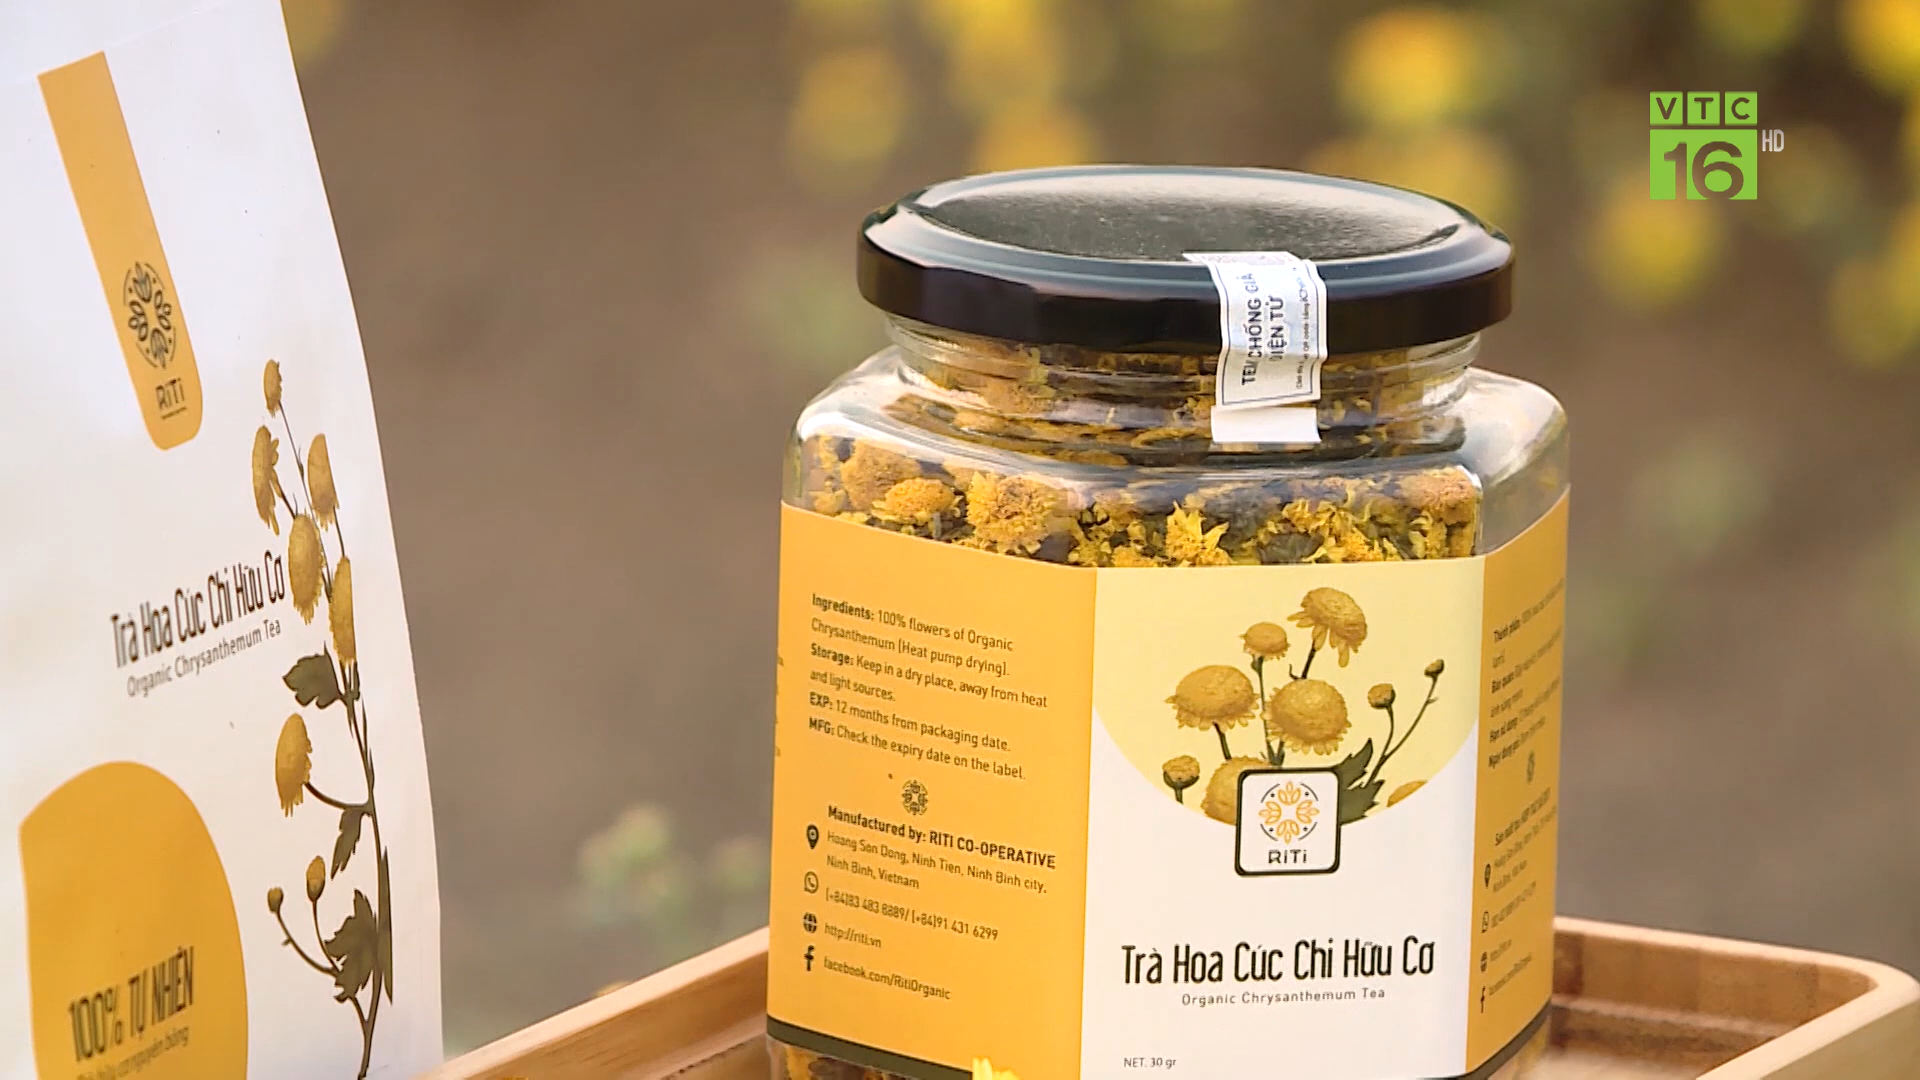 VTC
16 HD
RiTi
Trà Hoa Cúc Chi Hữu Cơ
Organic Chrysanthemum Tea
100% TỰ NHIÊN
TEM CHỐNG GIẢ
ĐIỆN TỬ
Ingredients: 100% flowers of Organic
Chrysanthemum (Heat pump drying).
Storage: Keep in a dry place, away from heat
and light sources.
EXP: 12 months from packaging date.
MFG: Check the expiry date on the label.
Manufactured by: RITI CO-OPERATIVE
Hoang Son Dong, Ninh Tien, Ninh Binh city,
Ninh Binh, Vietnam
(+84)83 483 8889/ (+84)91 431 6299
http://riti.vn
facebook.com/RitiOrganic
RiTi
Trà Hoa Cúc Chi Hữu Cơ
Organic Chrysanthemum Tea
NET. 30 gr